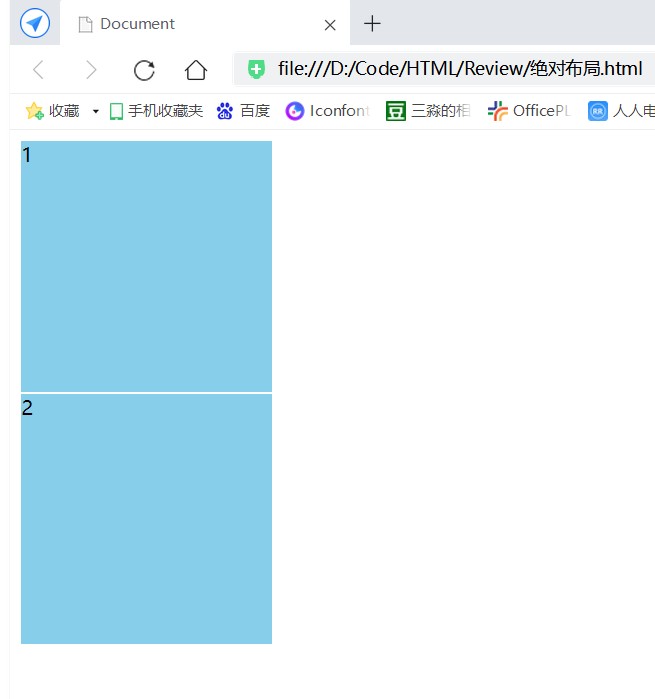 Document
file:///D:/Code/HTML/Review/绝对布局.html
收藏 手机收藏夹 百度 Iconfont 三淼的相 OfficePL 人人电
1
2